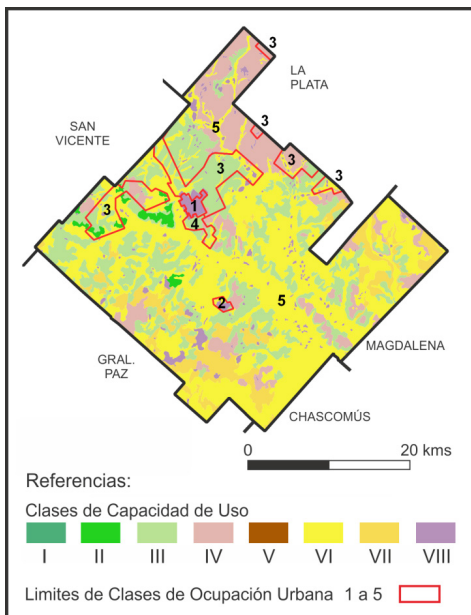 3
LA
PLATA
SAN
VICENTE
5
3
3
3
3
3
1
4
2
5
MAGDALENA
GRAL.
PAZ
CHASCOMÚS
0 20 kms
Referencias:
Clases de Capacidad de Uso
I II III IV V VI VII VIII
Limites de Clases de Ocupación Urbana 1 a 5